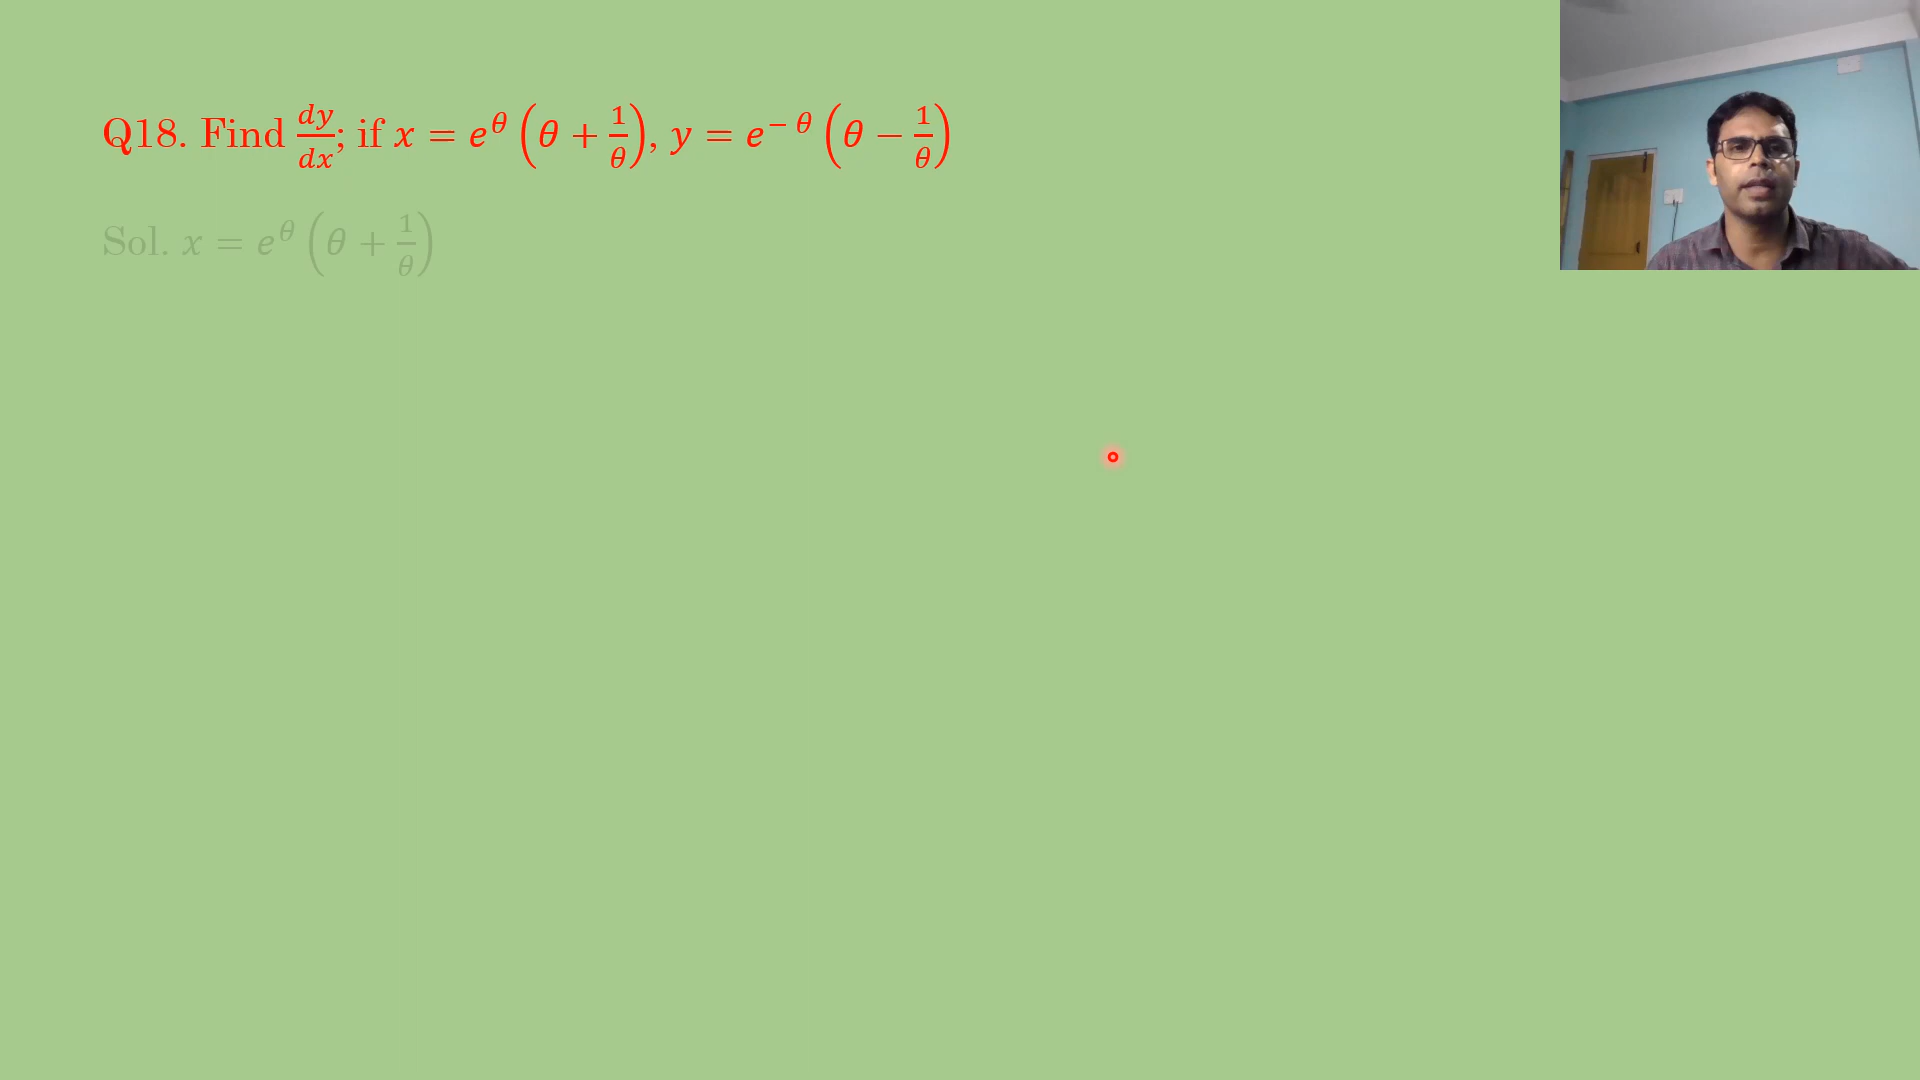 Q18. Find dy/dx; if x = e^θ (θ + 1/θ), y = e^{- θ} (θ − 1/θ)
Sol. x = e^θ (θ + 1/θ)